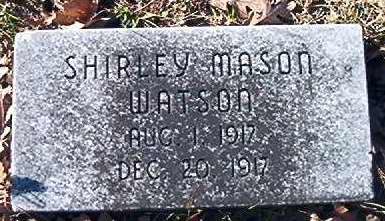 SHIRLEY MASON
WATSON
AUG. 1. 1917
DEC. 20. 1917